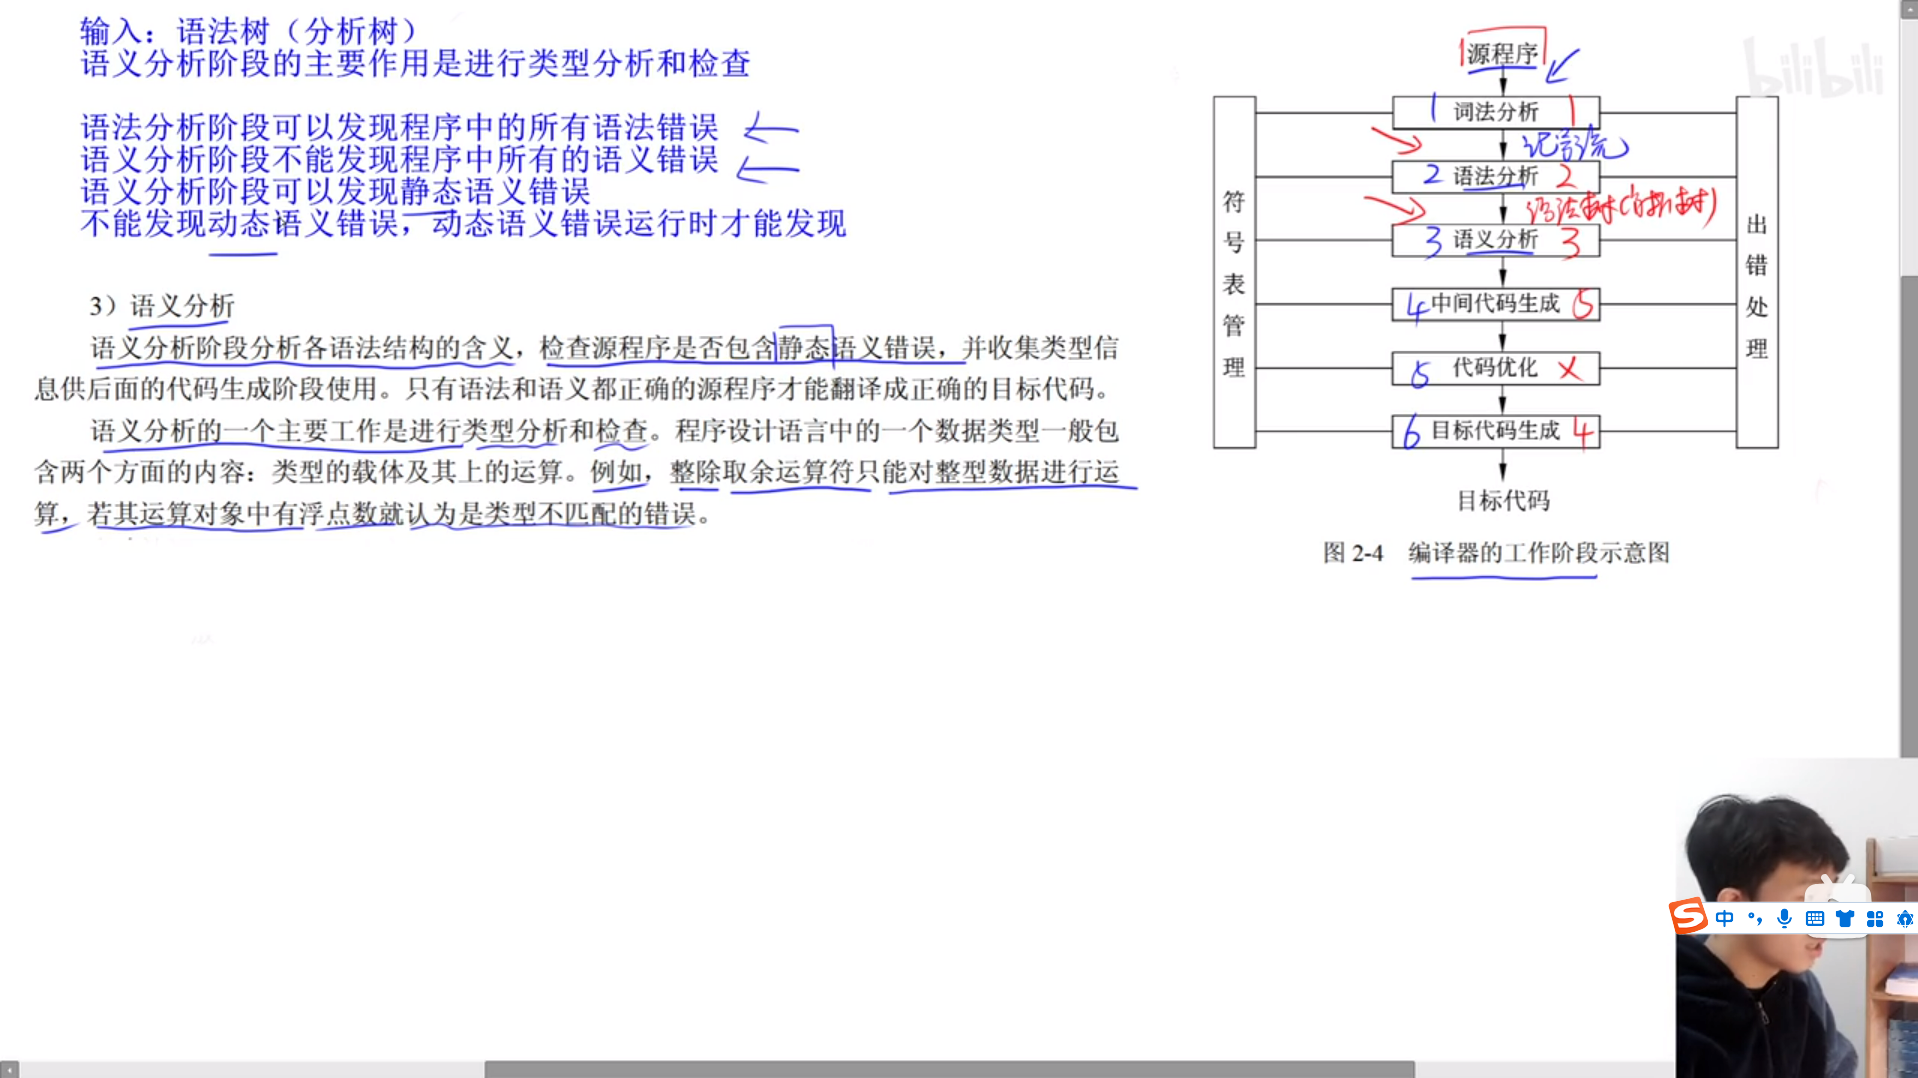 输入：语法树（分析树）
语义分析阶段的主要作用是进行类型分析和检查
语法分析阶段可以发现程序中的所有语法错误
语义分析阶段不能发现程序中所有的语义错误
语义分析阶段可以发现静态语义错误
不能发现动态语义错误，动态语义错误运行时才能发现
3）语义分析
语义分析阶段分析各语法结构的含义，检查源程序是否包含静态语义错误，并收集类型信
息供后面的代码生成阶段使用。只有语法和语义都正确的源程序才能翻译成正确的目标代码。
语义分析的一个主要工作是进行类型分析和检查。程序设计语言中的一个数据类型一般包
含两个方面的内容：类型的载体及其上的运算。例如，整除取余运算符只能对整型数据进行运
算，若其运算对象中有浮点数就认为是类型不匹配的错误。
bilibili
源程序
1 词法分析 1
记号流
2 语法分析 2
语法树(分析树)
3 语义分析 3
4 中间代码生成 5
5 代码优化 ×
6 目标代码生成 4
目标代码
符号表管理
出错处理
图 2-4 编译器的工作阶段示意图
中